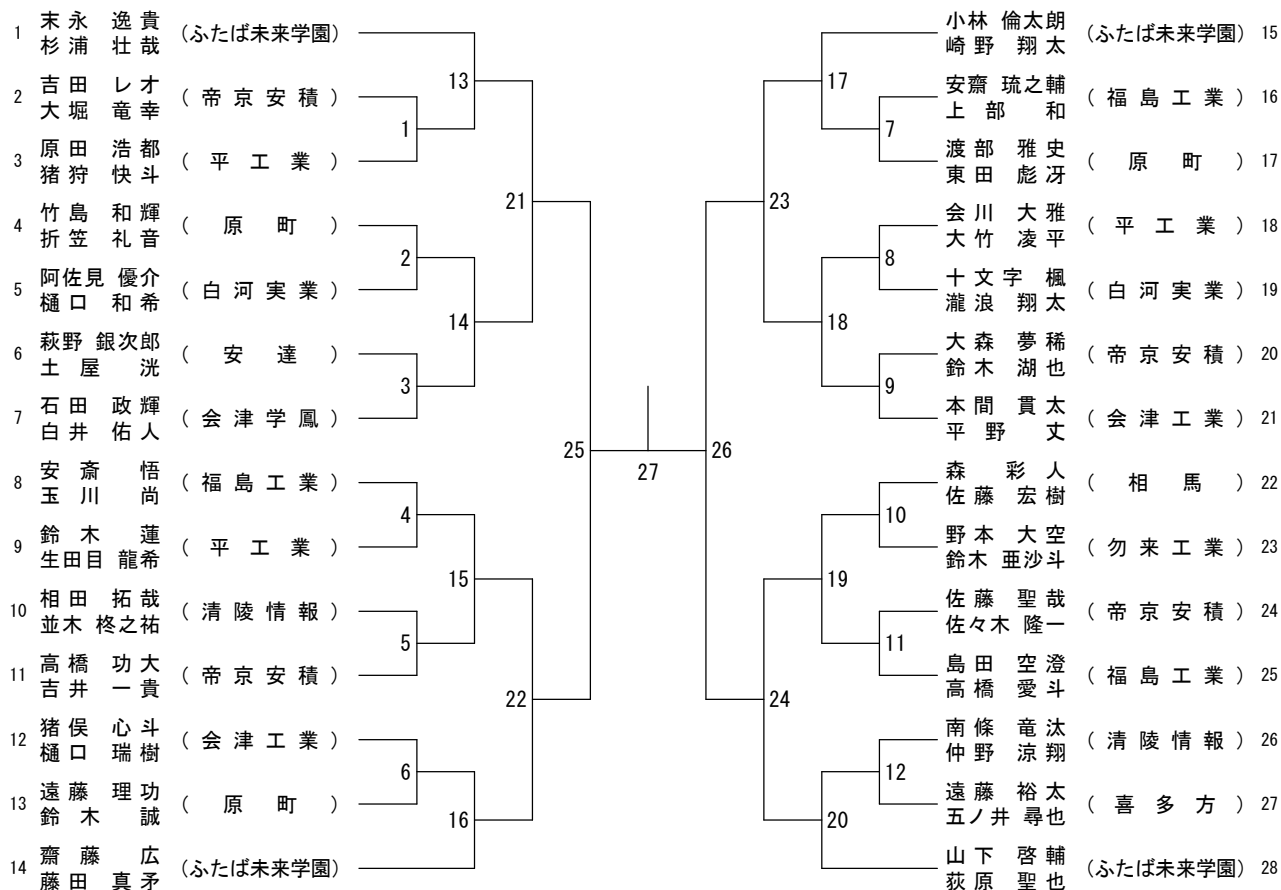 1 末永 逸貴 (ふたば未来学園)
杉浦 壮哉
2 吉田 レオ (帝京安積)
大堀 竜幸
3 原田 浩都 (平工業)
猪狩 快斗
4 竹島 和輝 (原町)
折笠 礼音
5 阿佐見 優介 (白河実業)
樋口 和希
6 萩野 銀次郎 (安達)
土屋 洸
7 石田 政輝 (会津学鳳)
白井 佑人
8 安斎 悟 (福島工業)
玉川 尚
9 鈴木 蓮 (平工業)
生田目 龍希
10 相田 拓哉 (清陵情報)
並木 柊之祐
11 高橋 功大 (帝京安積)
吉井 一貴
12 猪俣 心斗 (会津工業)
樋口 瑞樹
13 遠藤 理功 (原町)
鈴木 誠
14 齋藤 広 (ふたば未来学園)
藤田 真矛
1
2
3
4
5
6
13
14
15
16
21
22
25
27
26
23
24
17
18
19
20
7
8
9
10
11
12
小林 倫太朗 (ふたば未来学園) 15
崎野 翔太
安齋 琉之輔 (福島工業) 16
上部 和
渡部 雅史 (原町) 17
東田 彪冴
会川 大雅 (平工業) 18
大竹 凌平
十文字 楓 (白河実業) 19
瀧浪 翔太
大森 夢稀 (帝京安積) 20
鈴木 湖也
本間 貫太 (会津工業) 21
平野 丈
森 彩人 (相馬) 22
佐藤 宏樹
野本 大空 (勿来工業) 23
鈴木 亜沙斗
佐藤 聖哉 (帝京安積) 24
佐々木 隆一
島田 空澄 (福島工業) 25
高橋 愛斗
南條 竜汰 (清陵情報) 26
仲野 涼翔
遠藤 裕太 (喜多方) 27
五ノ井 尋也
山下 啓輔 (ふたば未来学園) 28
荻原 聖也